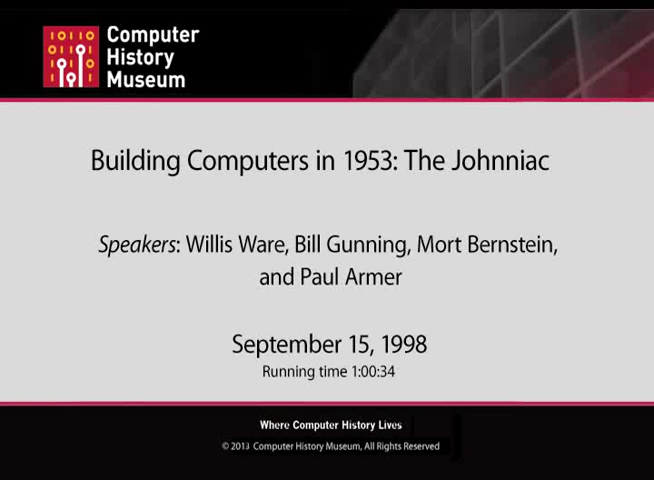 Computer
History
Museum
Building Computers in 1953: The Johnniac
Speakers: Willis Ware, Bill Gunning, Mort Bernstein,
and Paul Armer
September 15, 1998
Running time 1:00:34
Where Computer History Lives
© 2013 Computer History Museum, All Rights Reserved